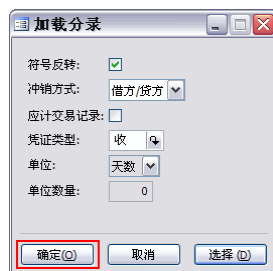 加载分录
符号反转:
冲销方式: 借方/贷方
应计交易记录:
凭证类型: 收
单位: 天数
单位数量: 0
确定(O) 取消 选择(D)